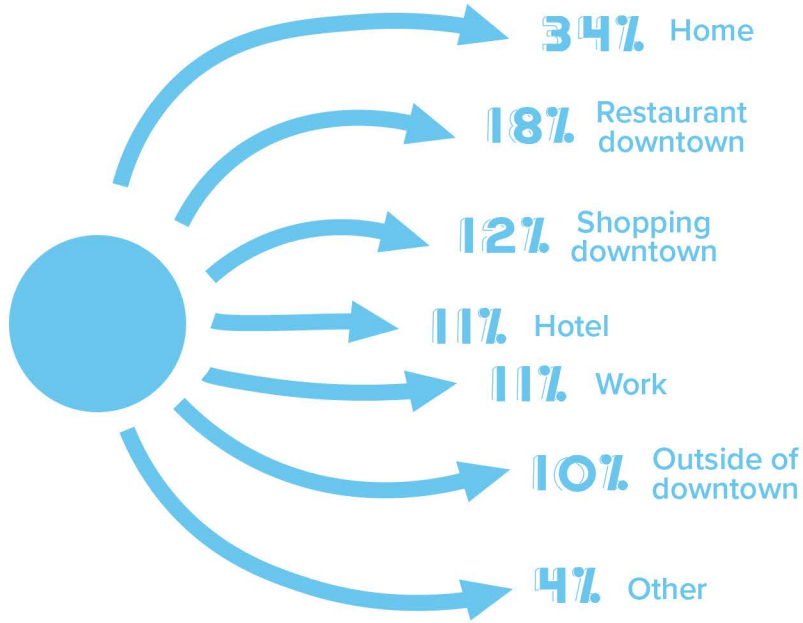 34% Home
18% Restaurant
downtown
12% Shopping
downtown
11% Hotel
11% Work
10% Outside of
downtown
4% Other